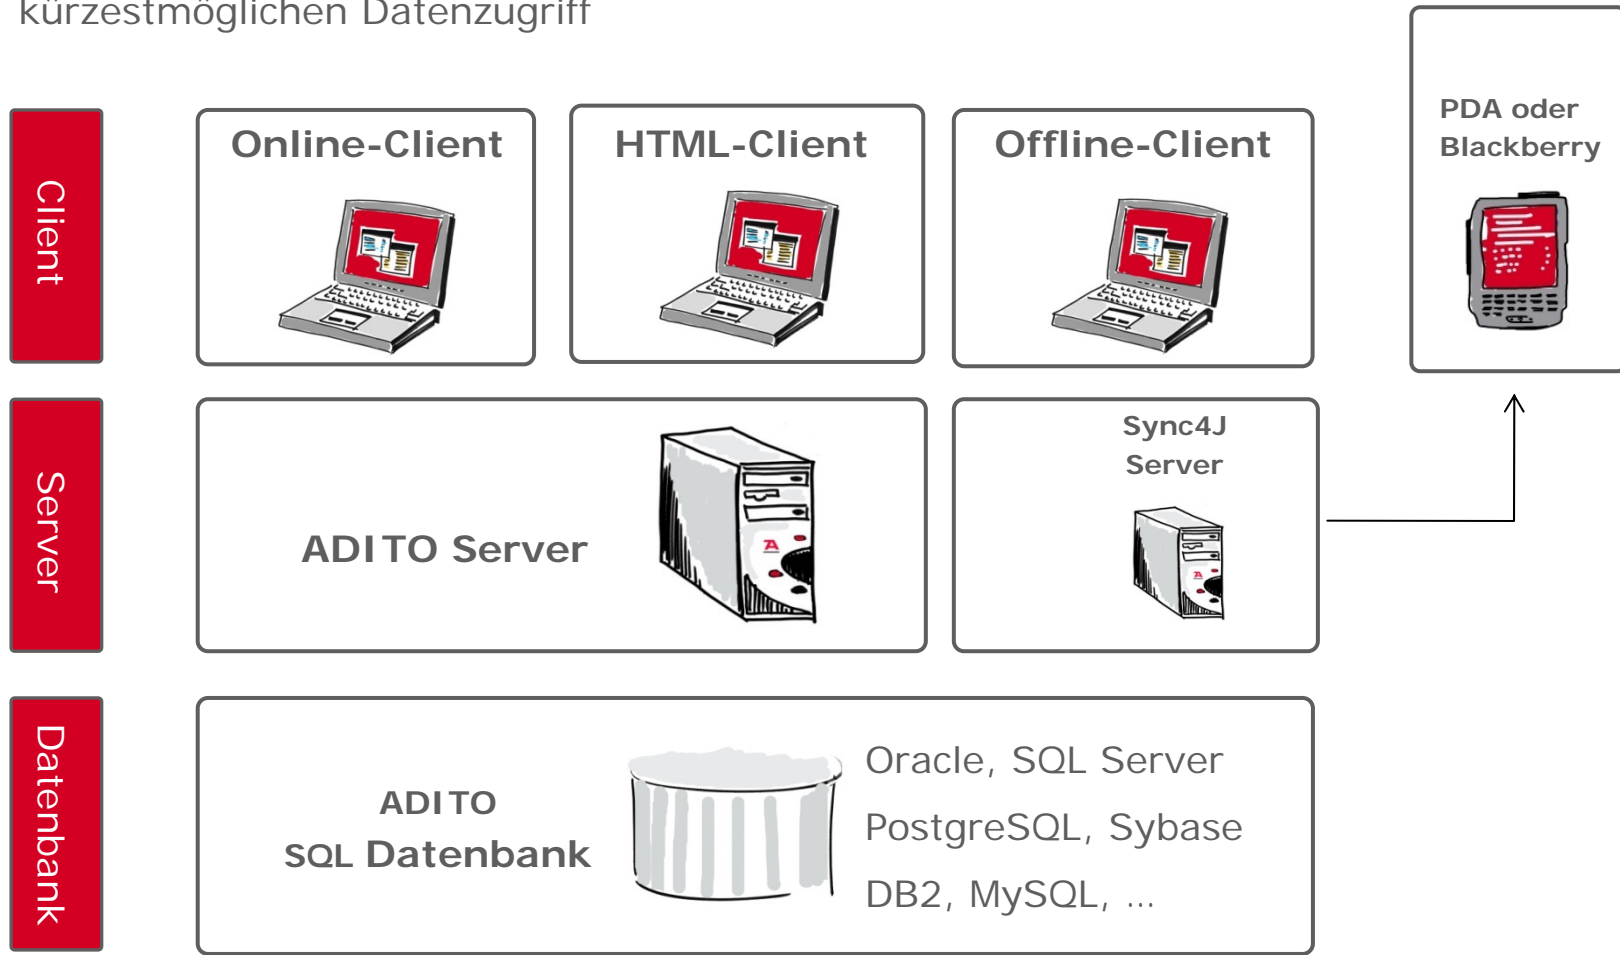 kürzestmöglichen Datenzugriff
PDA oder
Blackberry
Client
Online-Client
HTML-Client
Offline-Client
Server
ADITO Server
Sync4J
Server
Datenbank
ADITO
SQL Datenbank
Oracle, SQL Server
PostgreSQL, Sybase
DB2, MySQL, ...